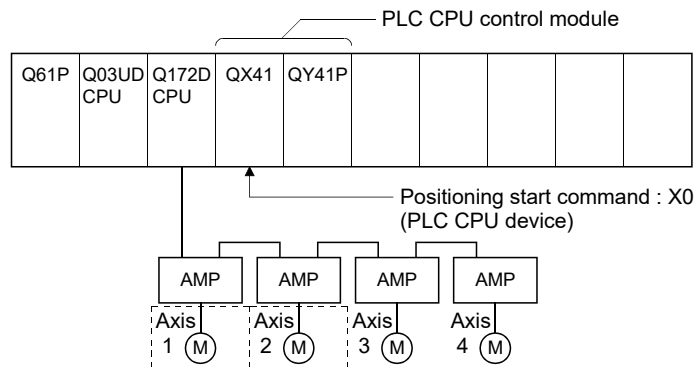 PLC CPU control module
Q61P
Q03UD
CPU
Q172D
CPU
QX41
QY41P
Positioning start command : X0
(PLC CPU device)
AMP
AMP
AMP
AMP
Axis
1
M
Axis
2
M
Axis
3
M
Axis
4
M